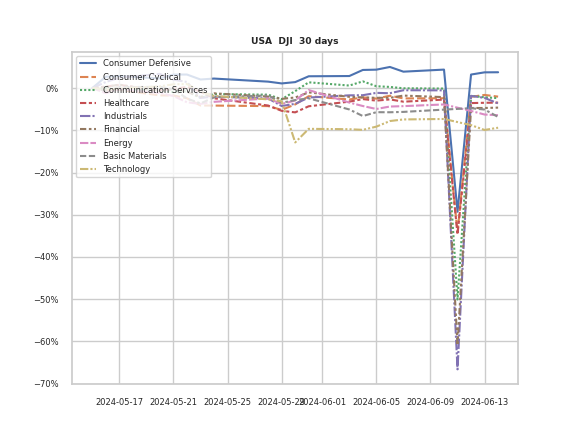 USA DJI 30 days
Consumer Defensive
Consumer Cyclical
Communication Services
Healthcare
Industrials
Financial
Energy
Basic Materials
Technology
0%
−10%
−20%
−30%
−40%
−50%
−60%
−70%
2024-05-17 2024-05-21 2024-05-25 2024-05-29 2024-06-01 2024-06-05 2024-06-09 2024-06-13